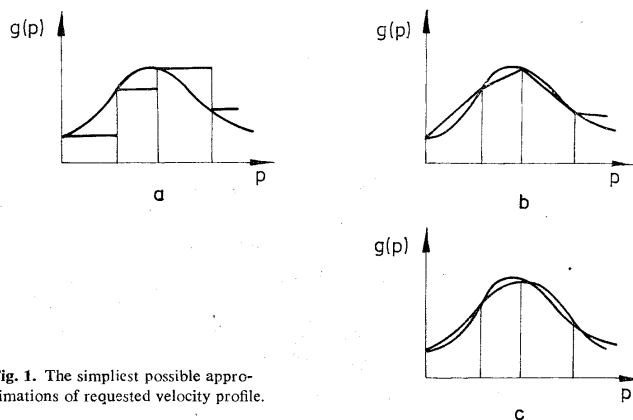 g(p)
p
a
g(p)
p
b
g(p)
p
c
ig. 1. The simpliest possible appro-
imations of requested velocity profile.